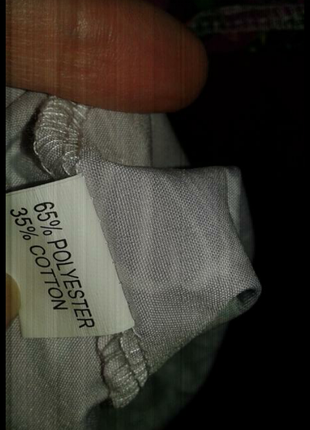 65% POLYESTER
35% COTTON